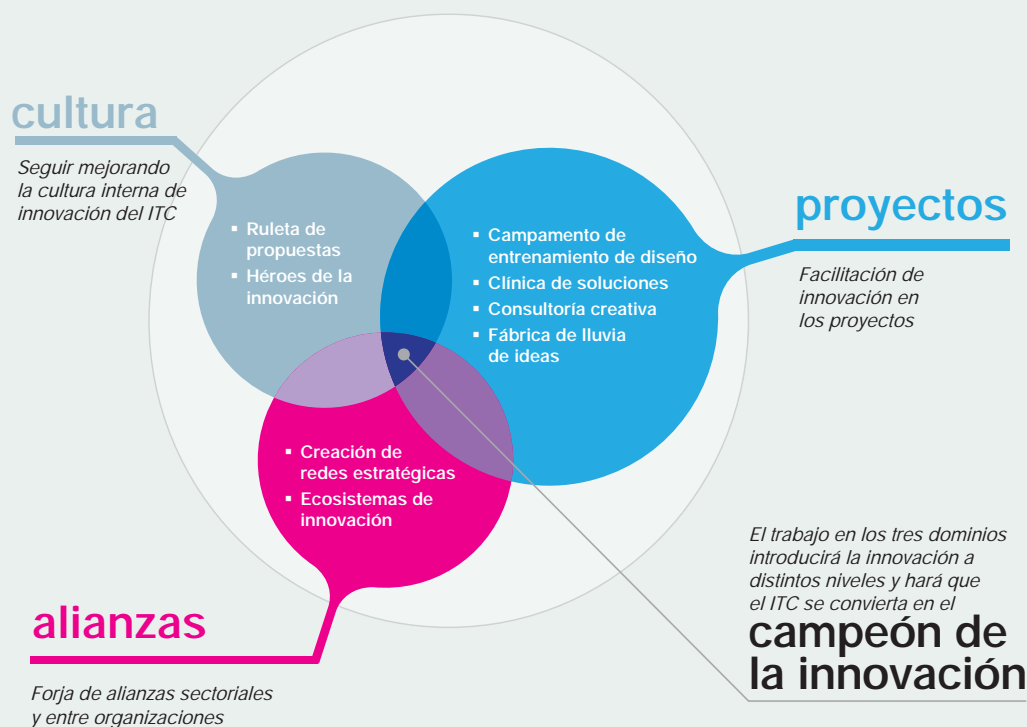 cultura
Seguir mejorando
la cultura interna de
innovación del ITC
▪ Ruleta de
propuestas
▪ Héroes de la
innovación
▪ Campamento de
entrenamiento de diseño
▪ Clínica de soluciones
▪ Consultoría creativa
▪ Fábrica de lluvia
de ideas
proyectos
Facilitación de
innovación en
los proyectos
▪ Creación de
redes estratégicas
▪ Ecosistemas de
innovación
alianzas
Forja de alianzas sectoriales
y entre organizaciones
El trabajo en los tres dominios
introducirá la innovación a
distintos niveles y hará que
el ITC se convierta en el
campeón de
la innovación